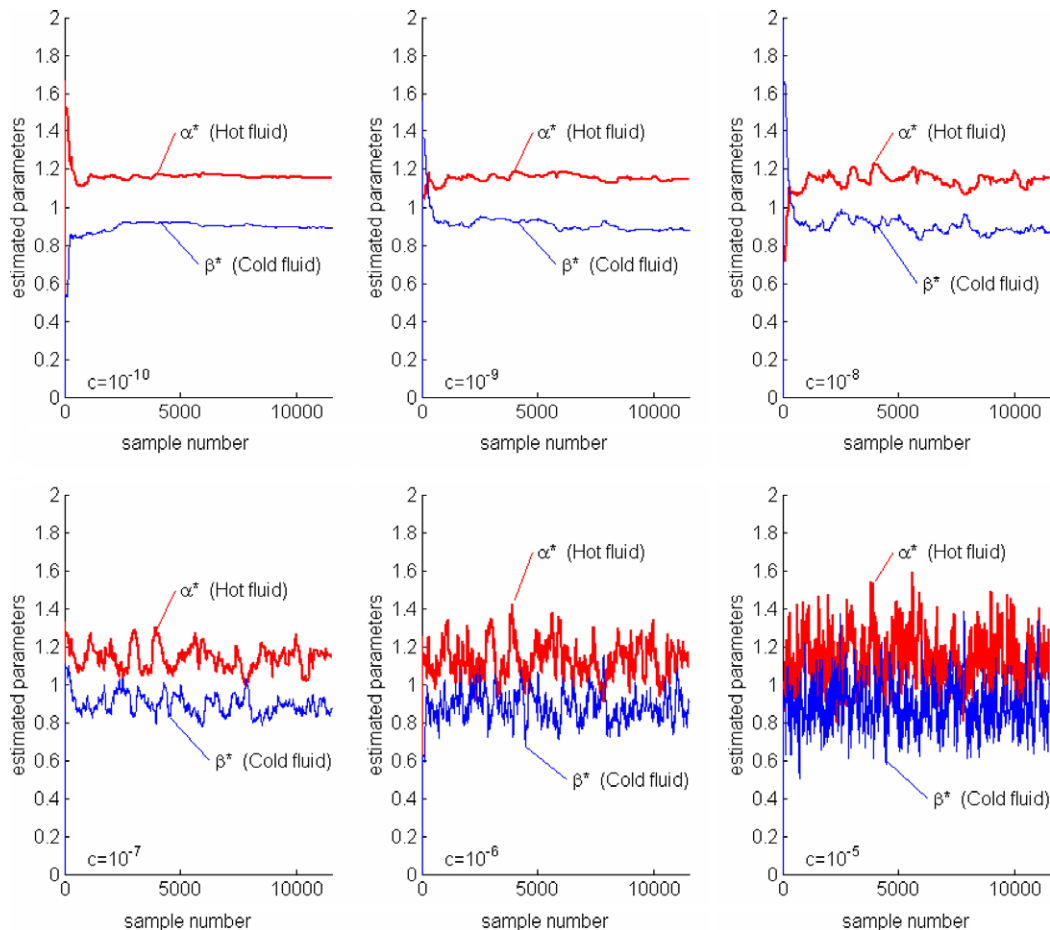 2
1.8
1.6
1.4
1.2
1
0.8
0.6
0.4
0.2
0
estimated parameters
α* (Hot fluid)
β* (Cold fluid)
c=10-10
0 5000 10000
sample number
2
1.8
1.6
1.4
1.2
1
0.8
0.6
0.4
0.2
0
estimated parameters
α* (Hot fluid)
β* (Cold fluid)
c=10-9
0 5000 10000
sample number
2
1.8
1.6
1.4
1.2
1
0.8
0.6
0.4
0.2
0
estimated parameters
α* (Hot fluid)
β* (Cold fluid)
c=10-8
0 5000 10000
sample number
2
1.8
1.6
1.4
1.2
1
0.8
0.6
0.4
0.2
0
estimated parameters
α* (Hot fluid)
β* (Cold fluid)
c=10-7
0 5000 10000
sample number
2
1.8
1.6
1.4
1.2
1
0.8
0.6
0.4
0.2
0
estimated parameters
α* (Hot fluid)
β* (Cold fluid)
c=10-6
0 5000 10000
sample number
2
1.8
1.6
1.4
1.2
1
0.8
0.6
0.4
0.2
0
estimated parameters
α* (Hot fluid)
β* (Cold fluid)
c=10-5
0 5000 10000
sample number